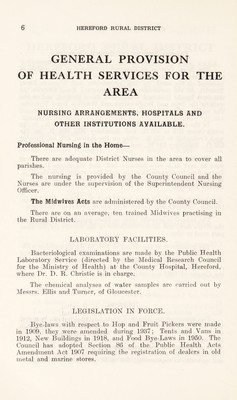 6 HEREFORD RURAL DISTRICT
GENERAL PROVISION
OF HEALTH SERVICES FOR THE
AREA
NURSING ARRANGEMENTS, HOSPITALS AND
OTHER INSTITUTIONS AVAILABLE.
Professional Nursing in the Home—
There are adequate District Nurses in the area to cover all
parishes.
The nursing is provided by the County Council and the
Nurses are under the supervision of the Superintendent Nursing
Officer.
The Midwives Acts are administered by the County Council.
There are on an average, ten trained Midwives practising in
the Rural District.
LABORATORY FACILITIES.
Bacteriological examinations are made by the Public Health
Laboratory Service (directed by the Medical Research Council
for the Ministry of Health) at the County Hospital, Hereford,
where Dr. D. R. Christie is in charge.
The chemical analyses of water samples are carried out by
Messrs. Ellis and Turner, of Gloucester.
LEGISLATION IN FORCE.
Bye-laws with respect to Hop and Fruit Pickers were made
in 1909, they were amended during 1937; Tents and Vans in
1912, New Buildings in 1918, and Food Bye-Laws in 1950. The
Council has adopted Section 86 of the Public Health Acts
Amendment Act 1907 requiring the registration of dealers in old
metal and marine stores.